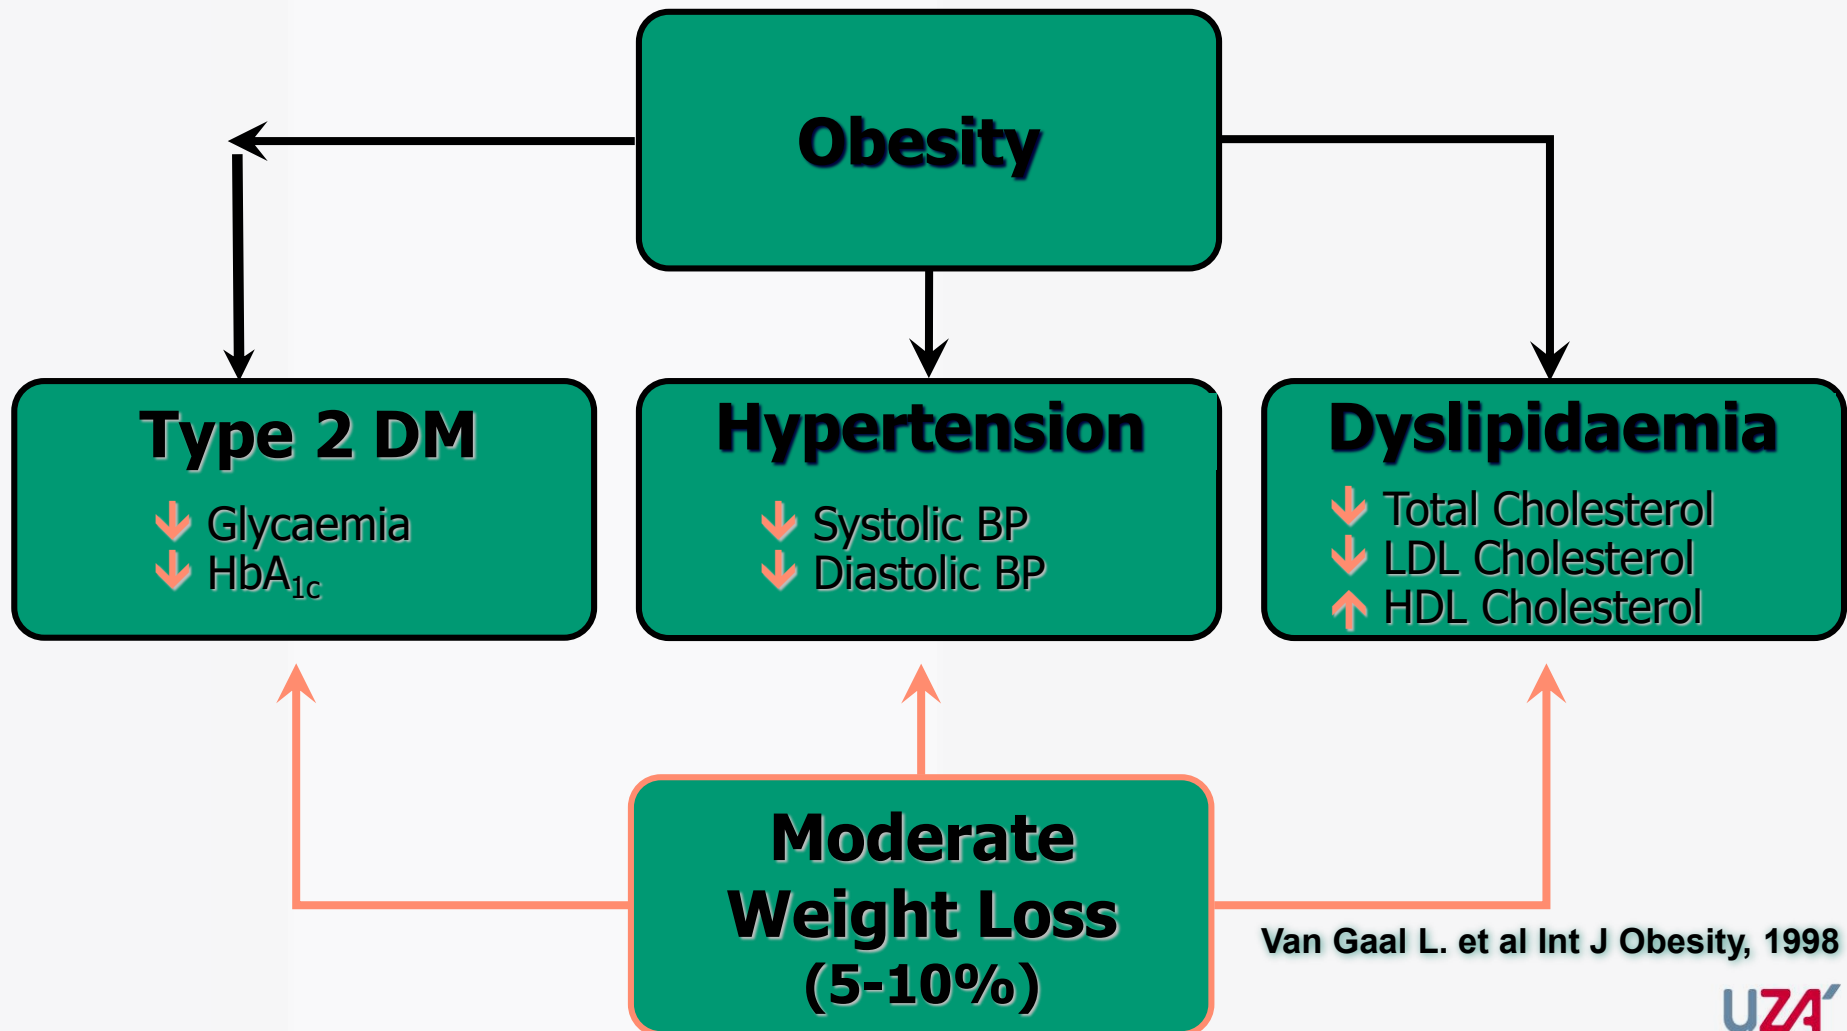 Obesity
Type 2 DM
↓ Glycaemia
↓ HbA1c
Hypertension
↓ Systolic BP
↓ Diastolic BP
Dyslipidaemia
↓ Total Cholesterol
↓ LDL Cholesterol
↑ HDL Cholesterol
Moderate
Weight Loss
(5-10%)
Van Gaal L. et al Int J Obesity, 1998
UZA